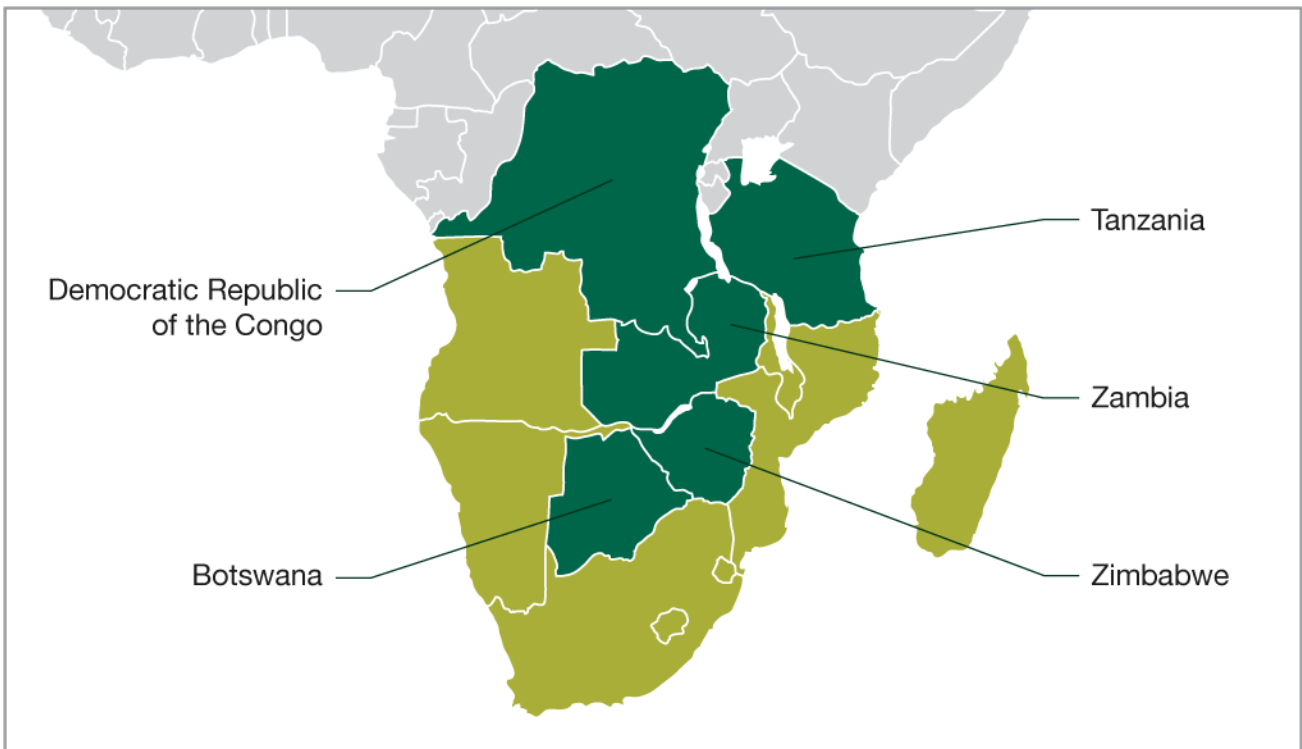 Tanzania
Democratic Republic
of the Congo
Zambia
Botswana
Zimbabwe